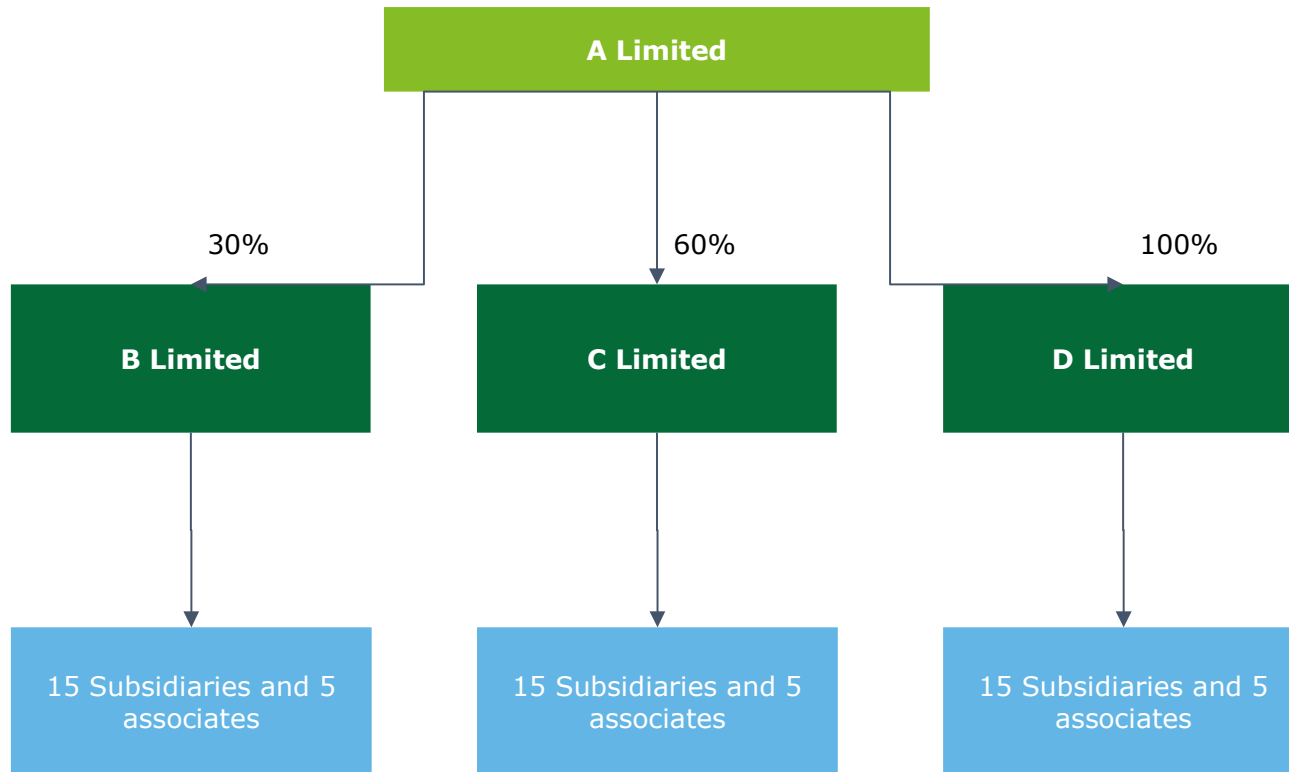 A Limited
30%
60%
100%
B Limited
C Limited
D Limited
15 Subsidiaries and 5
associates
15 Subsidiaries and 5
associates
15 Subsidiaries and 5
associates